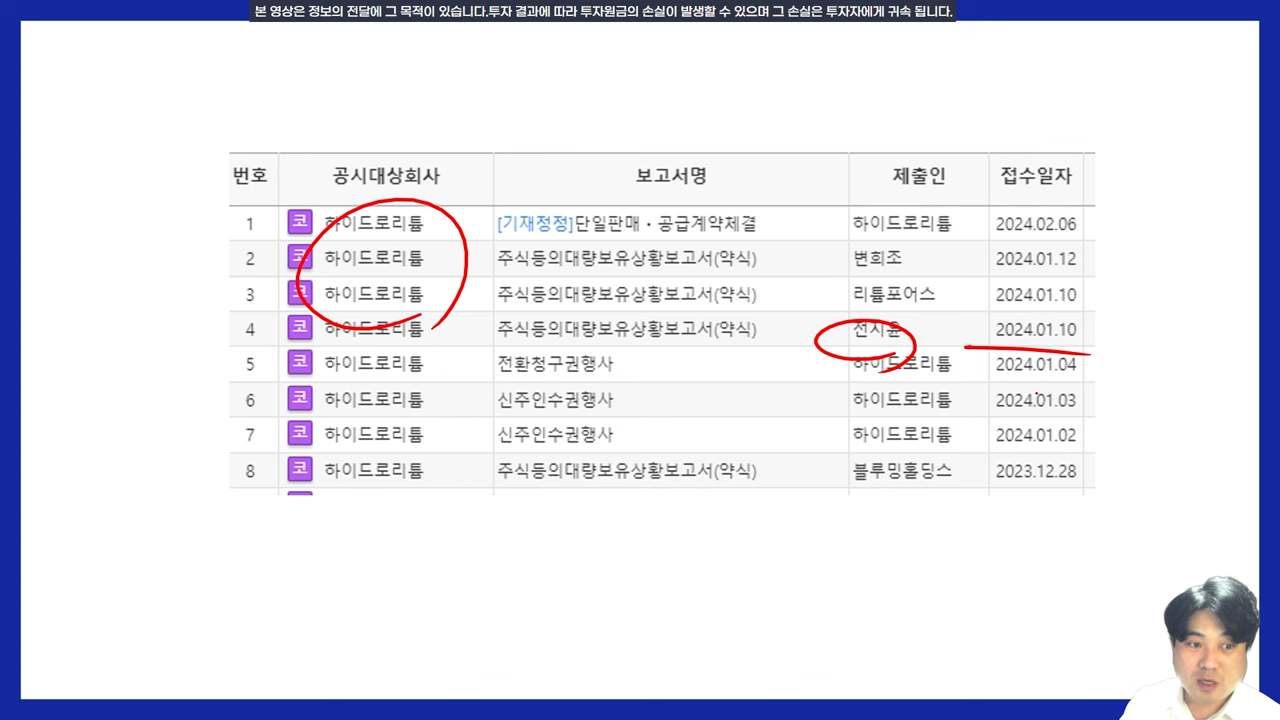 본 영상은 정보의 전달에 그 목적이 있습니다.투자 결과에 따라 투자원금의 손실이 발생할 수 있으며 그 손실은 투자자에게 귀속 됩니다.
번호 공시대상회사 보고서명 제출인 접수일자
1 코 하이드로리튬 [기재정정]단일판매ㆍ공급계약체결 하이드로리튬 2024.02.06
2 코 하이드로리튬 주식등의대량보유상황보고서(약식) 변희조 2024.01.12
3 코 하이드로리튬 주식등의대량보유상황보고서(약식) 리튬포어스 2024.01.10
4 코 하이드로리튬 주식등의대량보유상황보고서(약식) 전시윤 2024.01.10
5 코 하이드로리튬 전환청구권행사 하이드로리튬 2024.01.04
6 코 하이드로리튬 신주인수권행사 하이드로리튬 2024.01.03
7 코 하이드로리튬 신주인수권행사 하이드로리튬 2024.01.02
8 코 하이드로리튬 주식등의대량보유상황보고서(약식) 블루밍홀딩스 2023.12.28